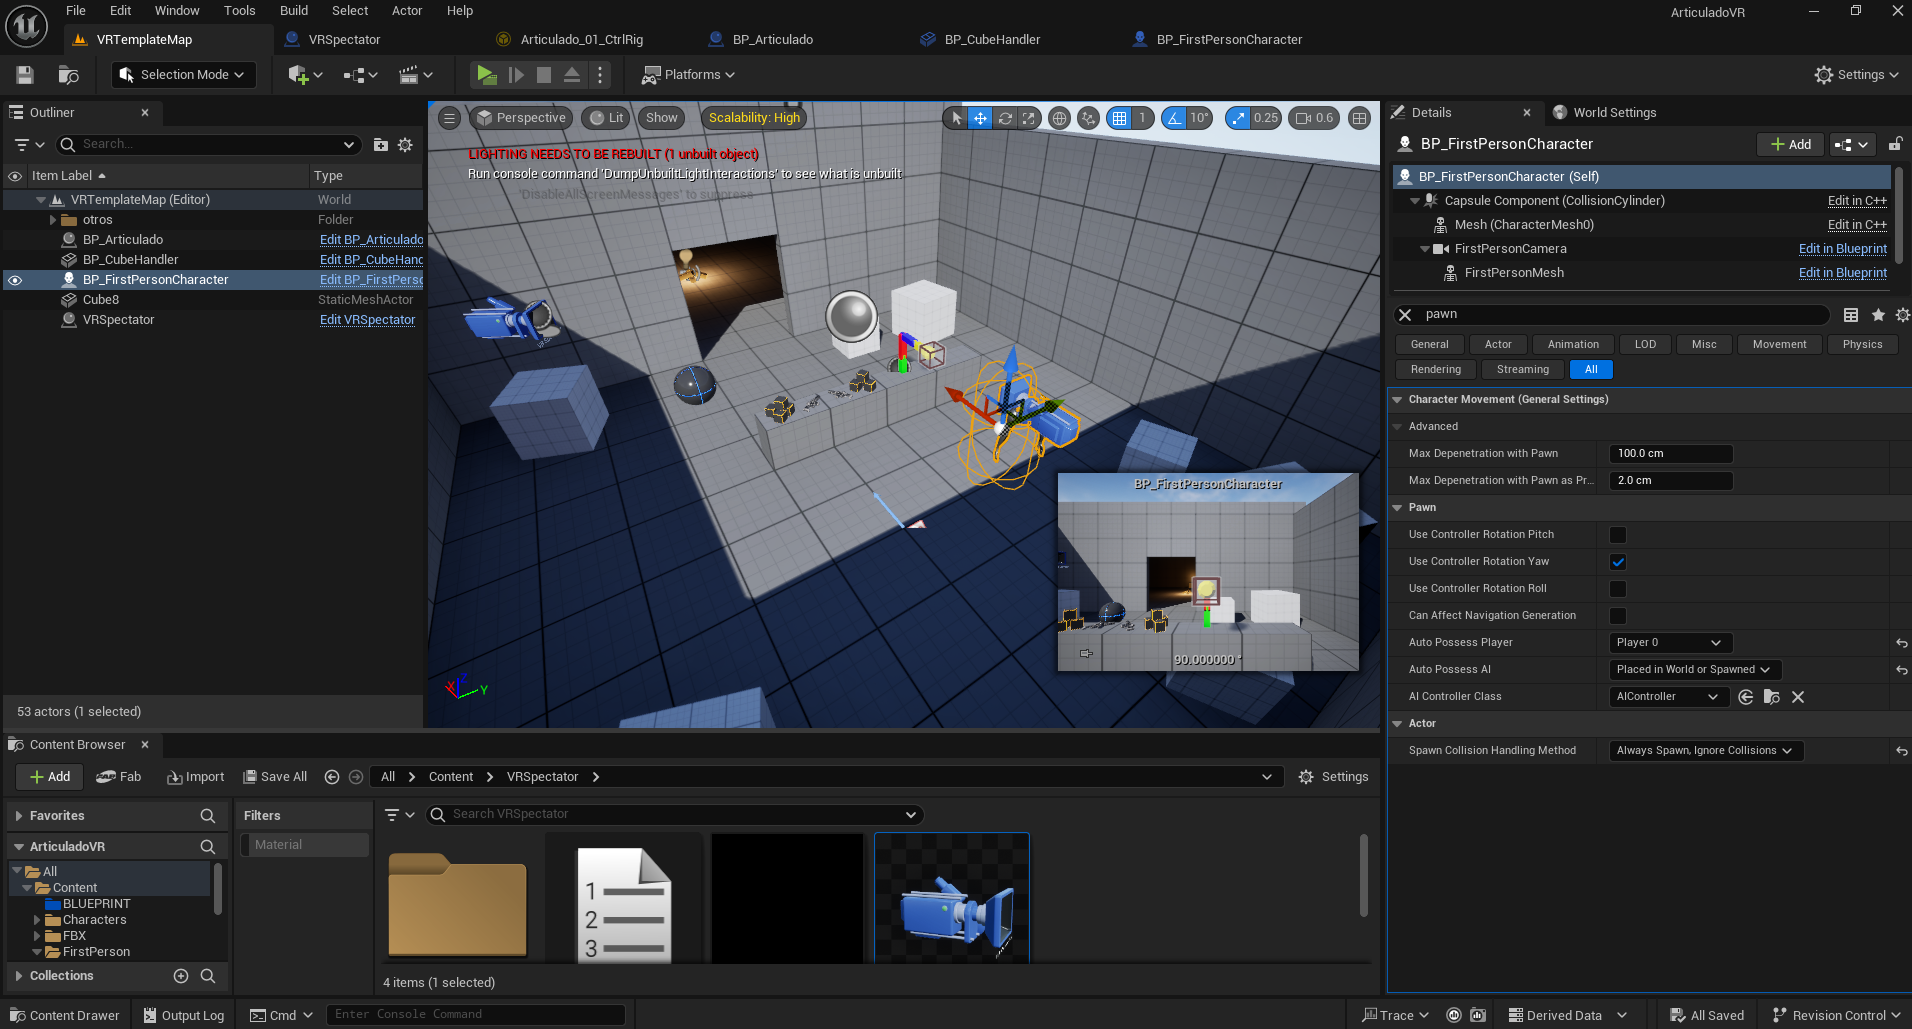 File Edit Window Tools Build Select Actor Help
ArticuladoVR
VRTemplateMap
VRSpectator
Articulado_01_CtrlRig
BP_Articulado
BP_CubeHandler
BP_FirstPersonCharacter
Selection Mode
Platforms
Settings
Outliner
Search...
Item Label
Type
VRTemplateMap (Editor) World
otros Folder
BP_Articulado Edit BP_Articulado
BP_CubeHandler Edit BP_CubeHand
BP_FirstPersonCharacter Edit BP_FirstPerso
Cube8 StaticMeshActor
VRSpectator Edit VRSpectator
53 actors (1 selected)
Perspective
Lit
Show
Scalability: High
1
10°
0.25
0.6
LIGHTING NEEDS TO BE REBUILT (1 unbuilt object)
Run console command 'DumpUnbuiltLightInteractions' to see what is unbuilt
'DisableAllScreenMessages' to suppress
BP_FirstPersonCharacter
90.000000 °
X
Z
Y
Details
World Settings
BP_FirstPersonCharacter
Add
BP_FirstPersonCharacter (Self)
Capsule Component (CollisionCylinder) Edit in C++
Mesh (CharacterMesh0) Edit in C++
FirstPersonCamera Edit in Blueprint
FirstPersonMesh Edit in Blueprint
pawn
General Actor Animation LOD Misc Movement Physics
Rendering Streaming All
Character Movement (General Settings)
Advanced
Max Depenetration with Pawn 100.0 cm
Max Depenetration with Pawn as Pr... 2.0 cm
Pawn
Use Controller Rotation Pitch
Use Controller Rotation Yaw
Use Controller Rotation Roll
Can Affect Navigation Generation
Auto Possess Player Player 0
Auto Possess AI Placed in World or Spawned
AI Controller Class AIController
Actor
Spawn Collision Handling Method Always Spawn, Ignore Collisions
Content Browser
Add
Fab
Import
Save All
All
Content
VRSpectator
Settings
Favorites
ArticuladoVR
All
Content
BLUEPRINT
Characters
FBX
FirstPerson
Collections
Filters
Material
Search VRSpectator
1
2
3
4 items (1 selected)
Content Drawer
Output Log
Cmd
Enter Console Command
Trace
Derived Data
All Saved
Revision Control